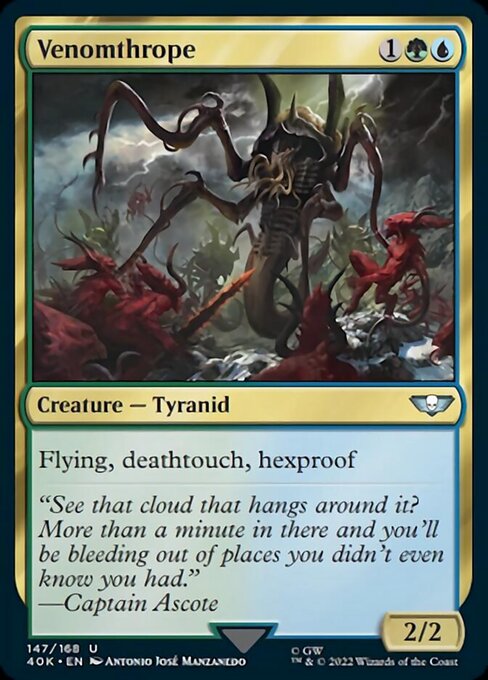 Venomthrope 1
Creature — Tyranid
Flying, deathtouch, hexproof
“See that cloud that hangs around it?
More than a minute in there and you’ll
be bleeding out of places you didn’t even
know you had.”
—Captain Ascote
2/2
147/168 U
40K • EN Antonio José Manzanedo
© GW
™ & © 2022 Wizards of the Coast